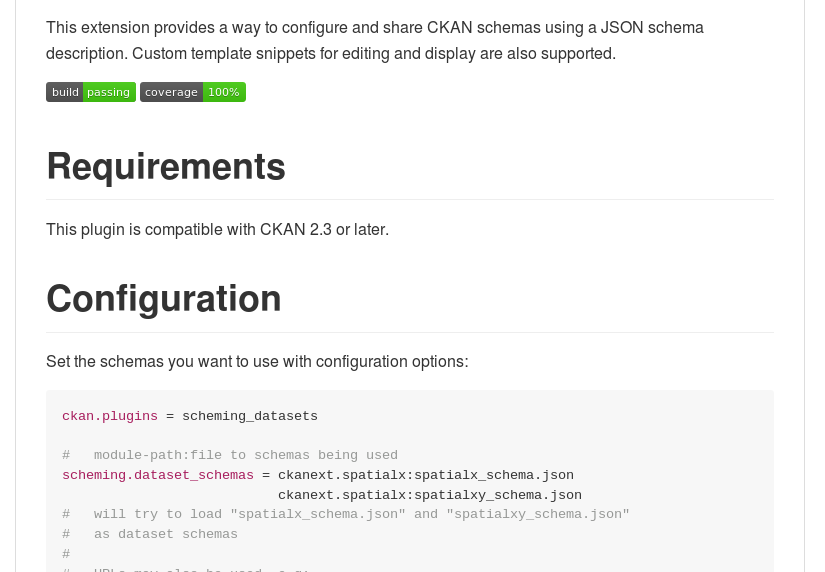 This extension provides a way to configure and share CKAN schemas using a JSON schema
description. Custom template snippets for editing and display are also supported.
build passing coverage 100%
Requirements
This plugin is compatible with CKAN 2.3 or later.
Configuration
Set the schemas you want to use with configuration options:
ckan.plugins = scheming_datasets
#   module-path:file to schemas being used
scheming.dataset_schemas = ckanext.spatialx:spatialx_schema.json
                           ckanext.spatialx:spatialxy_schema.json
#   will try to load "spatialx_schema.json" and "spatialxy_schema.json"
#   as dataset schemas
#